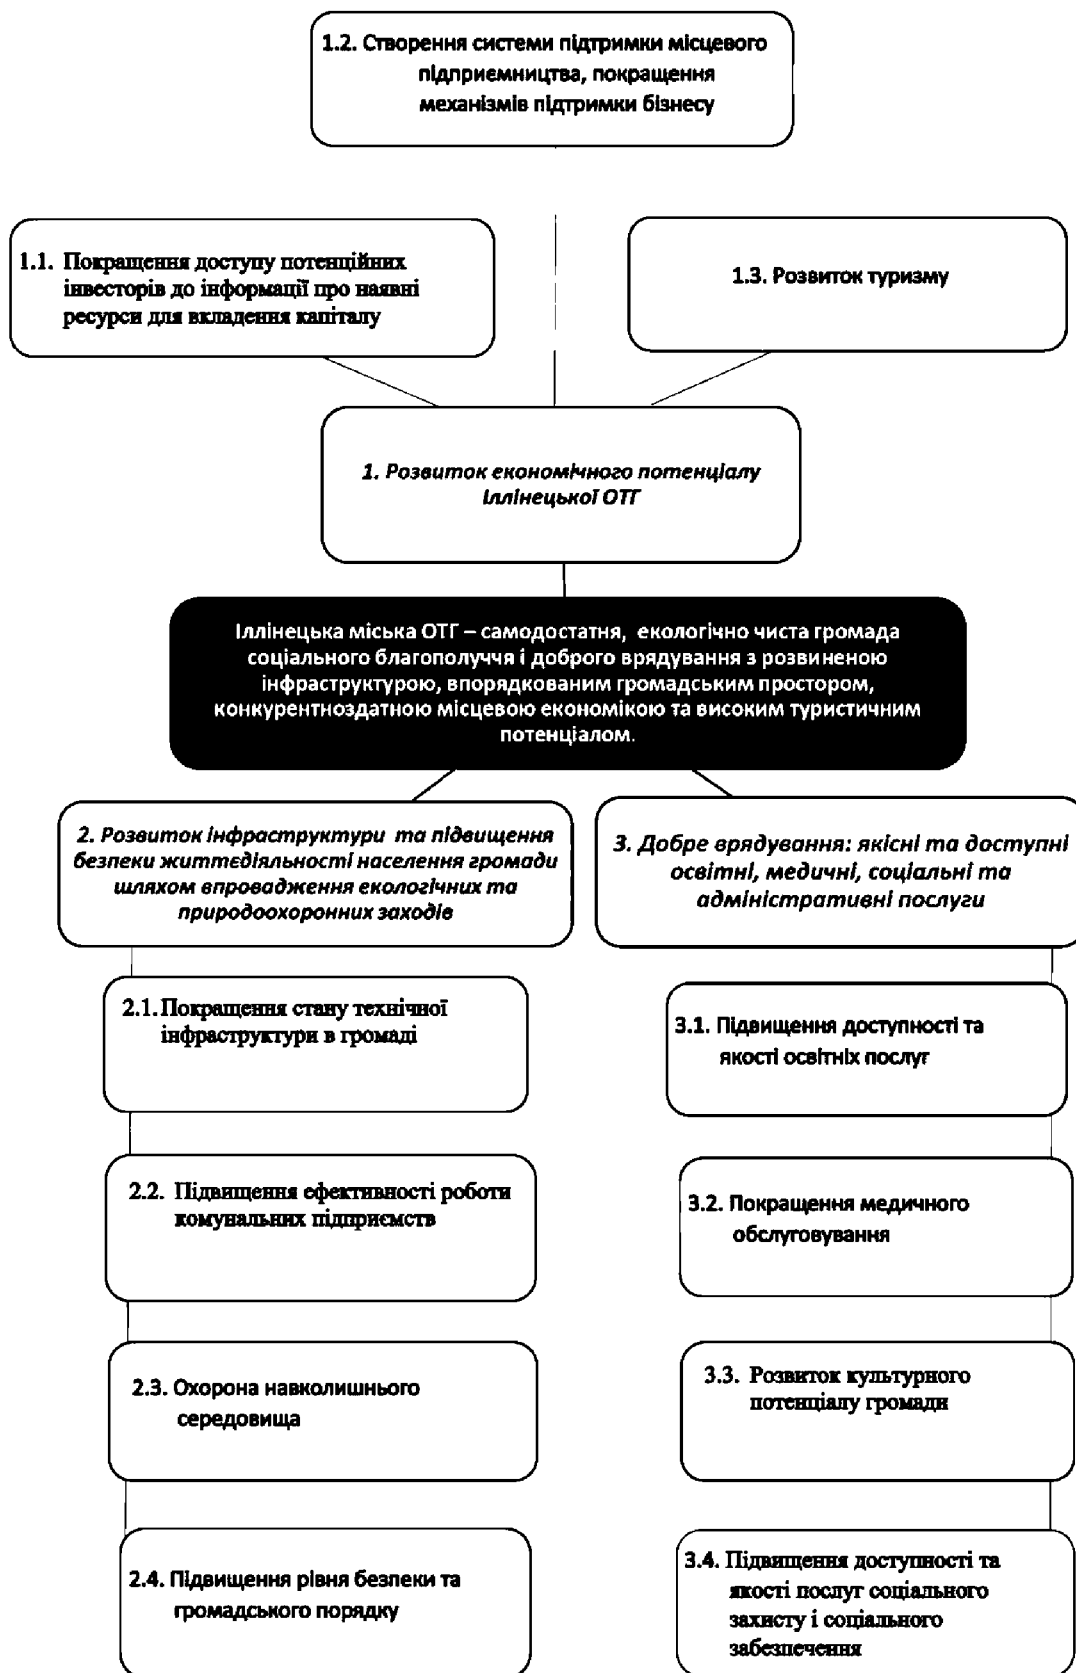 1.2. Створення системи підтримки місцевого
підприємництва, покращення
механізмів підтримки бізнесу
1.1. Покращення доступу потенційних
інвесторів до інформації про наявні
ресурси для вкладення капіталу
1.3. Розвиток туризму
1. Розвиток економічного потенціалу
Іллінецької ОТГ
Іллінецька міська ОТГ – самодостатня, екологічно чиста громада
соціального благополуччя і доброго врядування з розвиненою
інфраструктурою, впорядкованим громадським простором,
конкурентноздатною місцевою економікою та високим туристичним
потенціалом.
2. Розвиток інфраструктури та підвищення
безпеки життєдіяльності населення громади
шляхом впровадження екологічних та
природоохоронних заходів
3. Добре врядування: якісні та доступні
освітні, медичні, соціальні та
адміністративні послуги
2.1. Покращення стану технічної
інфраструктури в громаді
3.1. Підвищення доступності та
якості освітніх послуг
2.2. Підвищення ефективності роботи
комунальних підприємств
3.2. Покращення медичного
обслуговування
2.3. Охорона навколишнього
середовища
3.3. Розвиток культурного
потенціалу громади
2.4. Підвищення рівня безпеки та
громадського порядку
3.4. Підвищення доступності та
якості послуг соціального
захисту і соціального
забезпечення